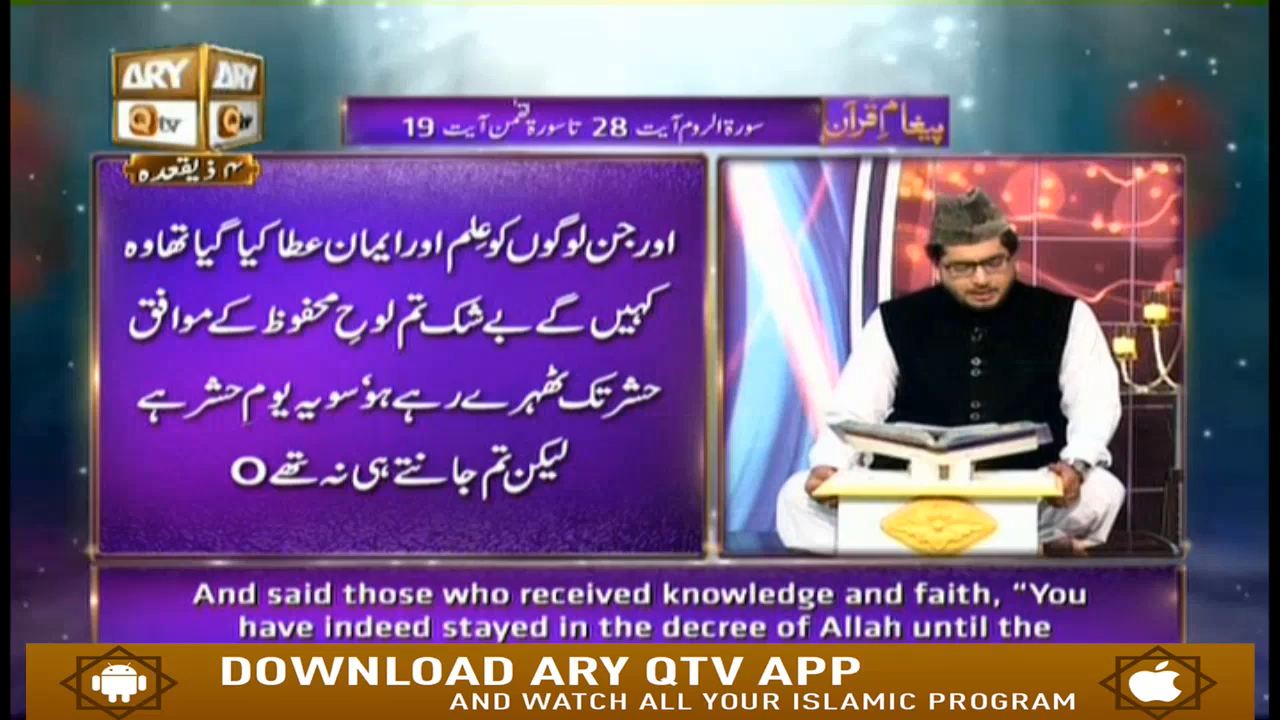 ARY ARY
Qtv Qtv
پیغامِ قرآن
سورۃ الروم آیت 28 تا سورۃ لقمٰن آیت 19
۴ ذیقعدہ
اور جن لوگوں کو عِلم اور ایمان عطا کیا گیا تھا وہ
کہیں گے بے شک تم لوحِ محفوظ کے موافق
حشر تک ٹھہرے رہے ہو، سو یہ یومِ حشر ہے
لیکن تم جانتے ہی نہ تھے O
And said those who received knowledge and faith, “You
have indeed stayed in the decree of Allah until the
DOWNLOAD ARY QTV APP
AND WATCH ALL YOUR ISLAMIC PROGRAM